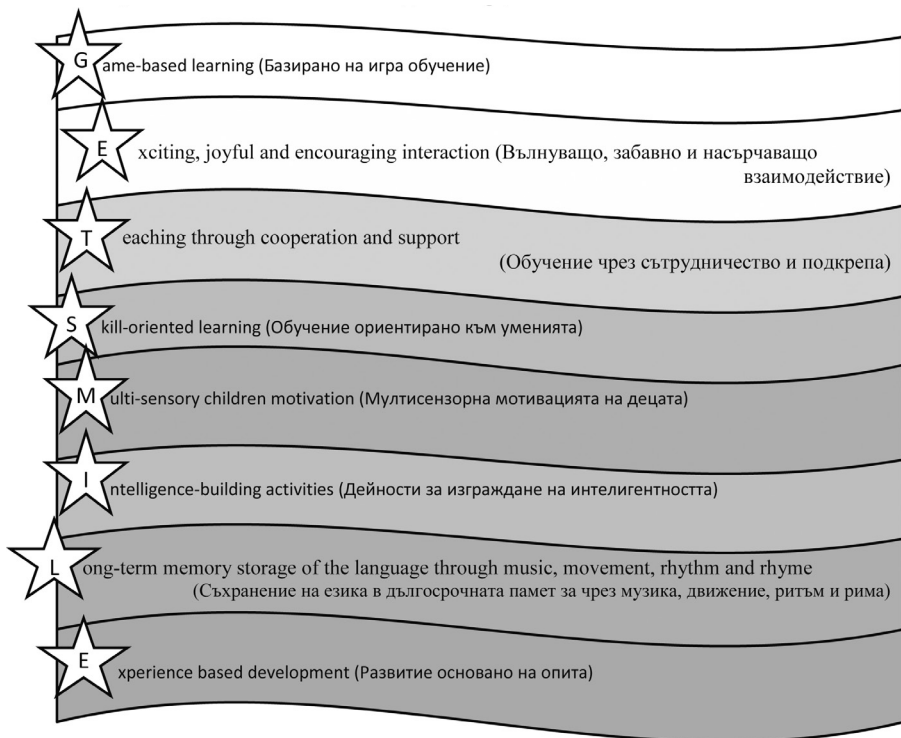 G ame-based learning (Базирано на игра обучение)
E xciting, joyful and encouraging interaction (Вълнуващо, забавно и насърчаващо
взаимодействие)
T eaching through cooperation and support
(Обучение чрез сътрудничество и подкрепа)
S kill-oriented learning (Обучение ориентирано към уменията)
M ulti-sensory children motivation (Мултисензорна мотивацията на децата)
I ntelligence-building activities (Дейности за изграждане на интелигентността)
L ong-term memory storage of the language through music, movement, rhythm and rhyme
(Съхранение на езика в дългосрочната памет за чрез музика, движение, ритъм и рима)
E xperience based development (Развитие основано на опита)